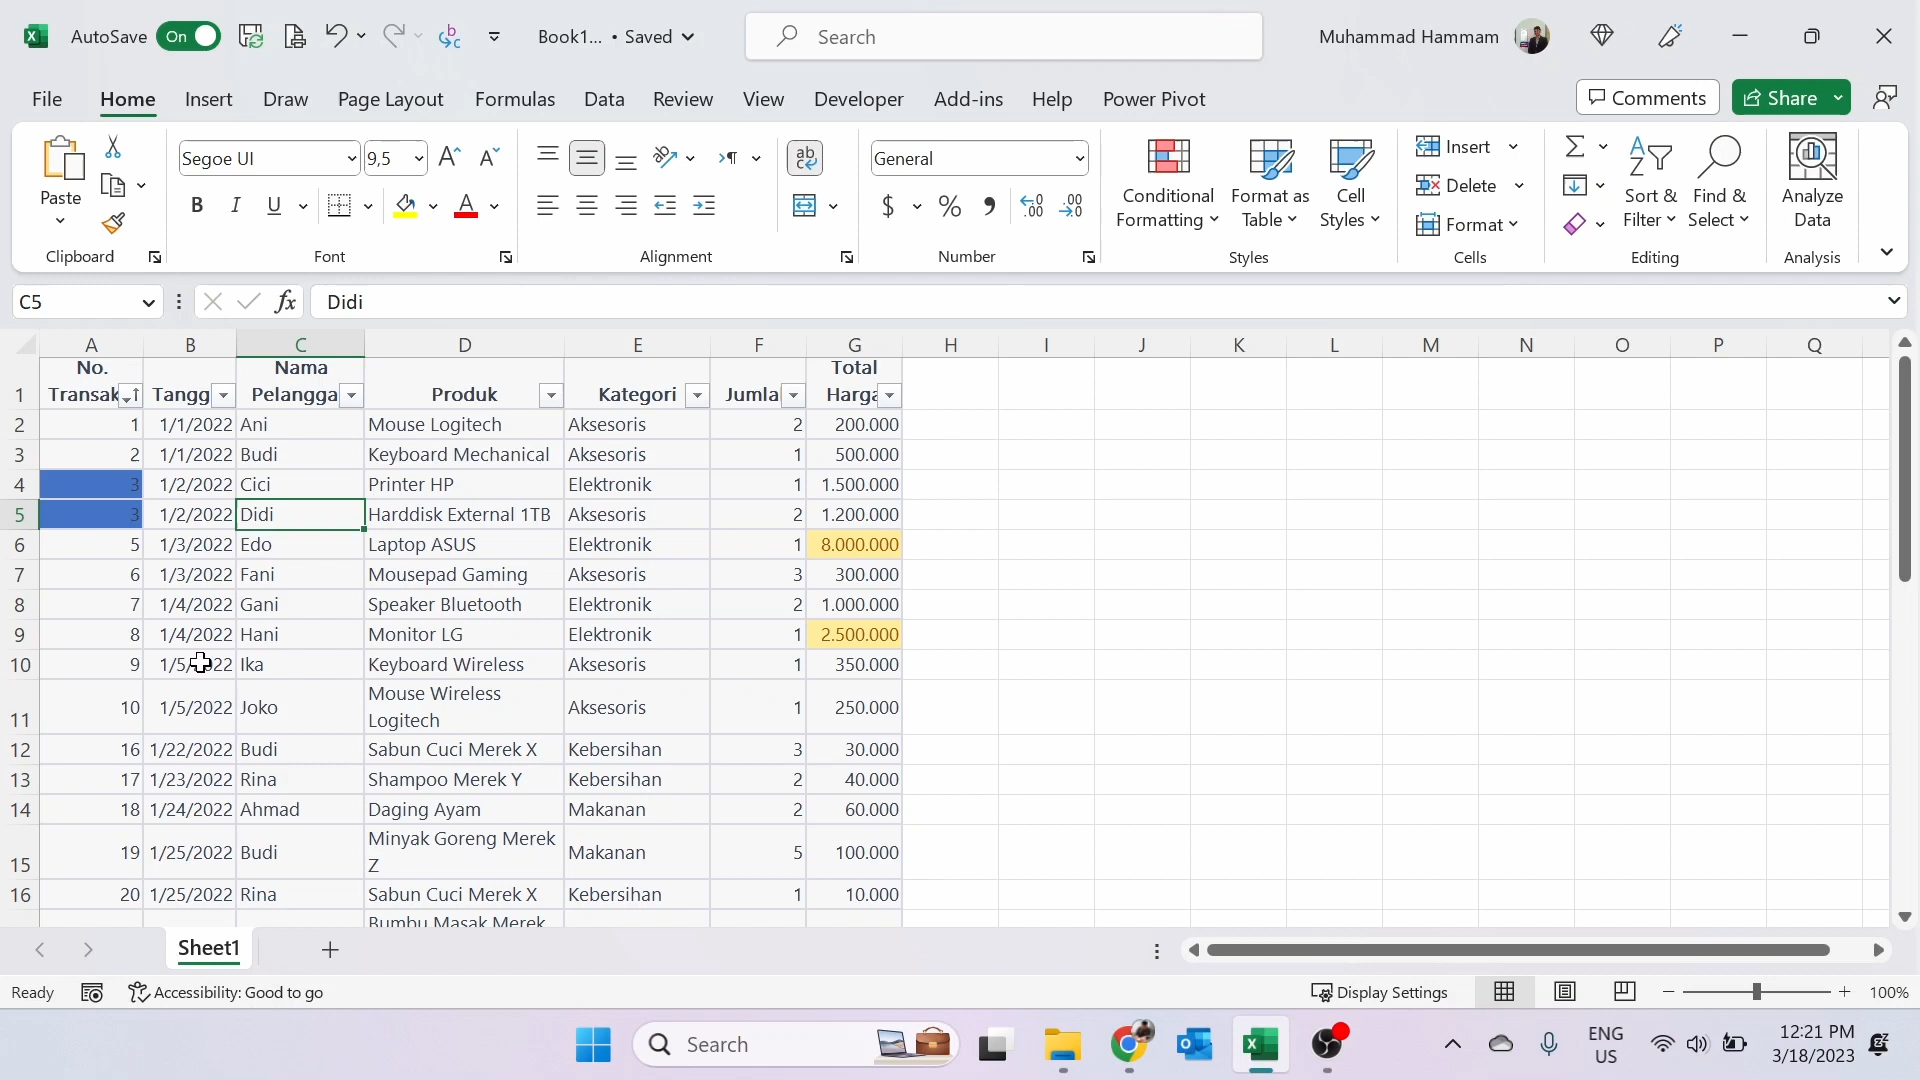 AutoSave On Book1... • Saved Search Muhammad Hammam
File Home Insert Draw Page Layout Formulas Data Review View Developer Add-ins Help Power Pivot Comments Share
Paste Segoe UI 9,5 General Conditional Formatting Format as Table Cell Styles Insert Delete Format Sort & Filter Find & Select Analyze Data
Clipboard Font Alignment Number Styles Cells Editing Analysis
C5 fx Didi
A B C D E F G H I J K L M N O P Q
1 No. Transak Tangg Nama Pelangga Produk Kategori Jumla Total Harga
2 1 1/1/2022 Ani Mouse Logitech Aksesoris 2 200.000
3 2 1/1/2022 Budi Keyboard Mechanical Aksesoris 1 500.000
4 3 1/2/2022 Cici Printer HP Elektronik 1 1.500.000
5 3 1/2/2022 Didi Harddisk External 1TB Aksesoris 2 1.200.000
6 5 1/3/2022 Edo Laptop ASUS Elektronik 1 8.000.000
7 6 1/3/2022 Fani Mousepad Gaming Aksesoris 3 300.000
8 7 1/4/2022 Gani Speaker Bluetooth Elektronik 2 1.000.000
9 8 1/4/2022 Hani Monitor LG Elektronik 1 2.500.000
10 9 1/5/2022 Ika Keyboard Wireless Aksesoris 1 350.000
11 10 1/5/2022 Joko Mouse Wireless Logitech Aksesoris 1 250.000
12 16 1/22/2022 Budi Sabun Cuci Merek X Kebersihan 3 30.000
13 17 1/23/2022 Rina Shampoo Merek Y Kebersihan 2 40.000
14 18 1/24/2022 Ahmad Daging Ayam Makanan 2 60.000
15 19 1/25/2022 Budi Minyak Goreng Merek Z Makanan 5 100.000
16 20 1/25/2022 Rina Sabun Cuci Merek X Kebersihan 1 10.000
Bumbu Masak Merek
Sheet1
Ready Accessibility: Good to go Display Settings 100%
Search ENG US 12:21 PM 3/18/2023